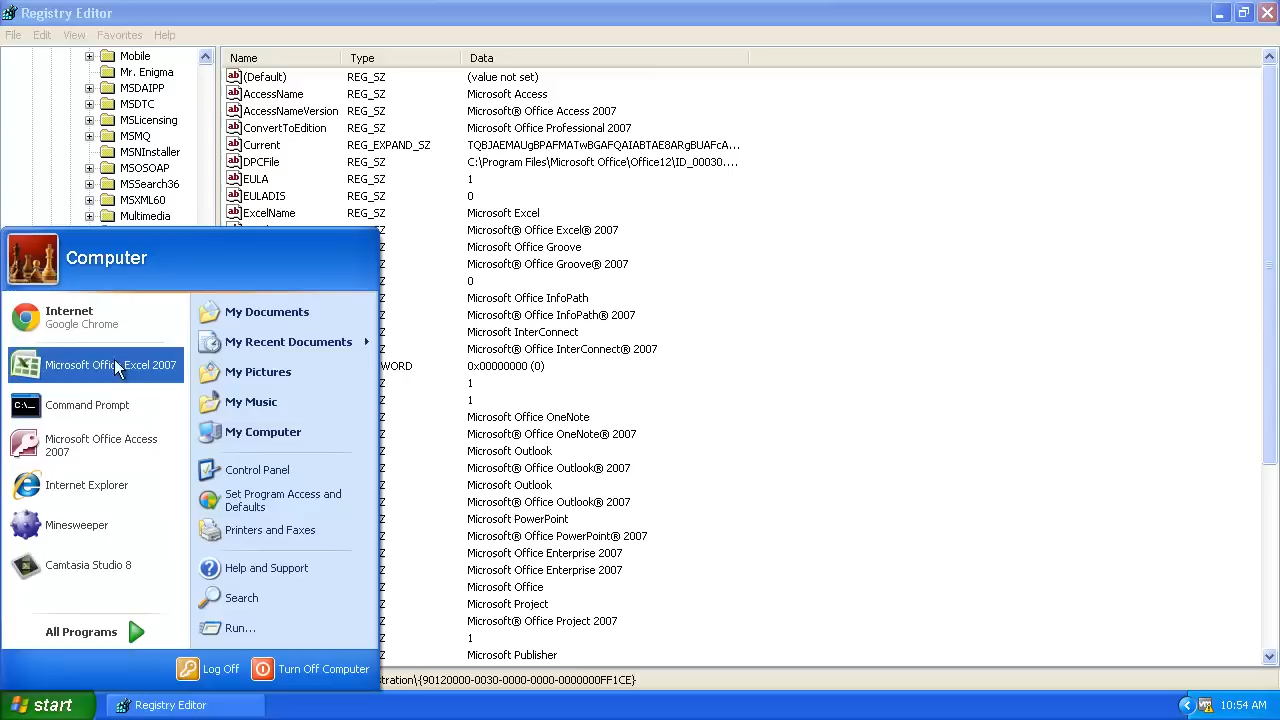 Registry Editor
File Edit View Favorites Help
Mobile
Mr. Enigma
MSDAIPP
MSDTC
MSLicensing
MSMQ
MSNInstaller
MSOSOAP
MSSearch36
MSXML60
Multimedia
Name Type Data
(Default) REG_SZ (value not set)
AccessName REG_SZ Microsoft Access
AccessNameVersion REG_SZ Microsoft® Office Access 2007
ConvertToEdition REG_SZ Microsoft Office Professional 2007
Current REG_EXPAND_SZ TQBJAEMAUgBPAFMATwBGAFQAIABTAE8ARgBUAFcA...
DPCFile REG_SZ C:\Program Files\Microsoft Office\Office12\ID_00030....
EULA REG_SZ 1
EULADIS REG_SZ 0
ExcelName REG_SZ Microsoft Excel
Z Microsoft® Office Excel® 2007
Z Microsoft Office Groove
Z Microsoft® Office Groove® 2007
Z 0
Z Microsoft Office InfoPath
Z Microsoft® Office InfoPath® 2007
Z Microsoft InterConnect
Z Microsoft® Office InterConnect® 2007
WORD 0x00000000 (0)
Z 1
Z 1
Z Microsoft Office OneNote
Z Microsoft® Office OneNote® 2007
Z Microsoft Outlook
Z Microsoft® Office Outlook® 2007
Z Microsoft Outlook
Z Microsoft® Office Outlook® 2007
Z Microsoft PowerPoint
Z Microsoft® Office PowerPoint® 2007
Z Microsoft Office Enterprise 2007
Z Microsoft Office Enterprise 2007
Z Microsoft Office
Z Microsoft Project
Z Microsoft® Office Project 2007
Z 1
Z Microsoft Publisher
Computer
Internet
Google Chrome
Microsoft Office Excel 2007
C:\_
Command Prompt
Microsoft Office Access
2007
Internet Explorer
Minesweeper
Camtasia Studio 8
All Programs
My Documents
My Recent Documents
My Pictures
My Music
My Computer
Control Panel
Set Program Access and
Defaults
Printers and Faxes
Help and Support
Search
Run...
Log Off Turn Off Computer
tration\{90120000-0030-0000-0000-0000000FF1CE}
start Registry Editor 10:54 AM